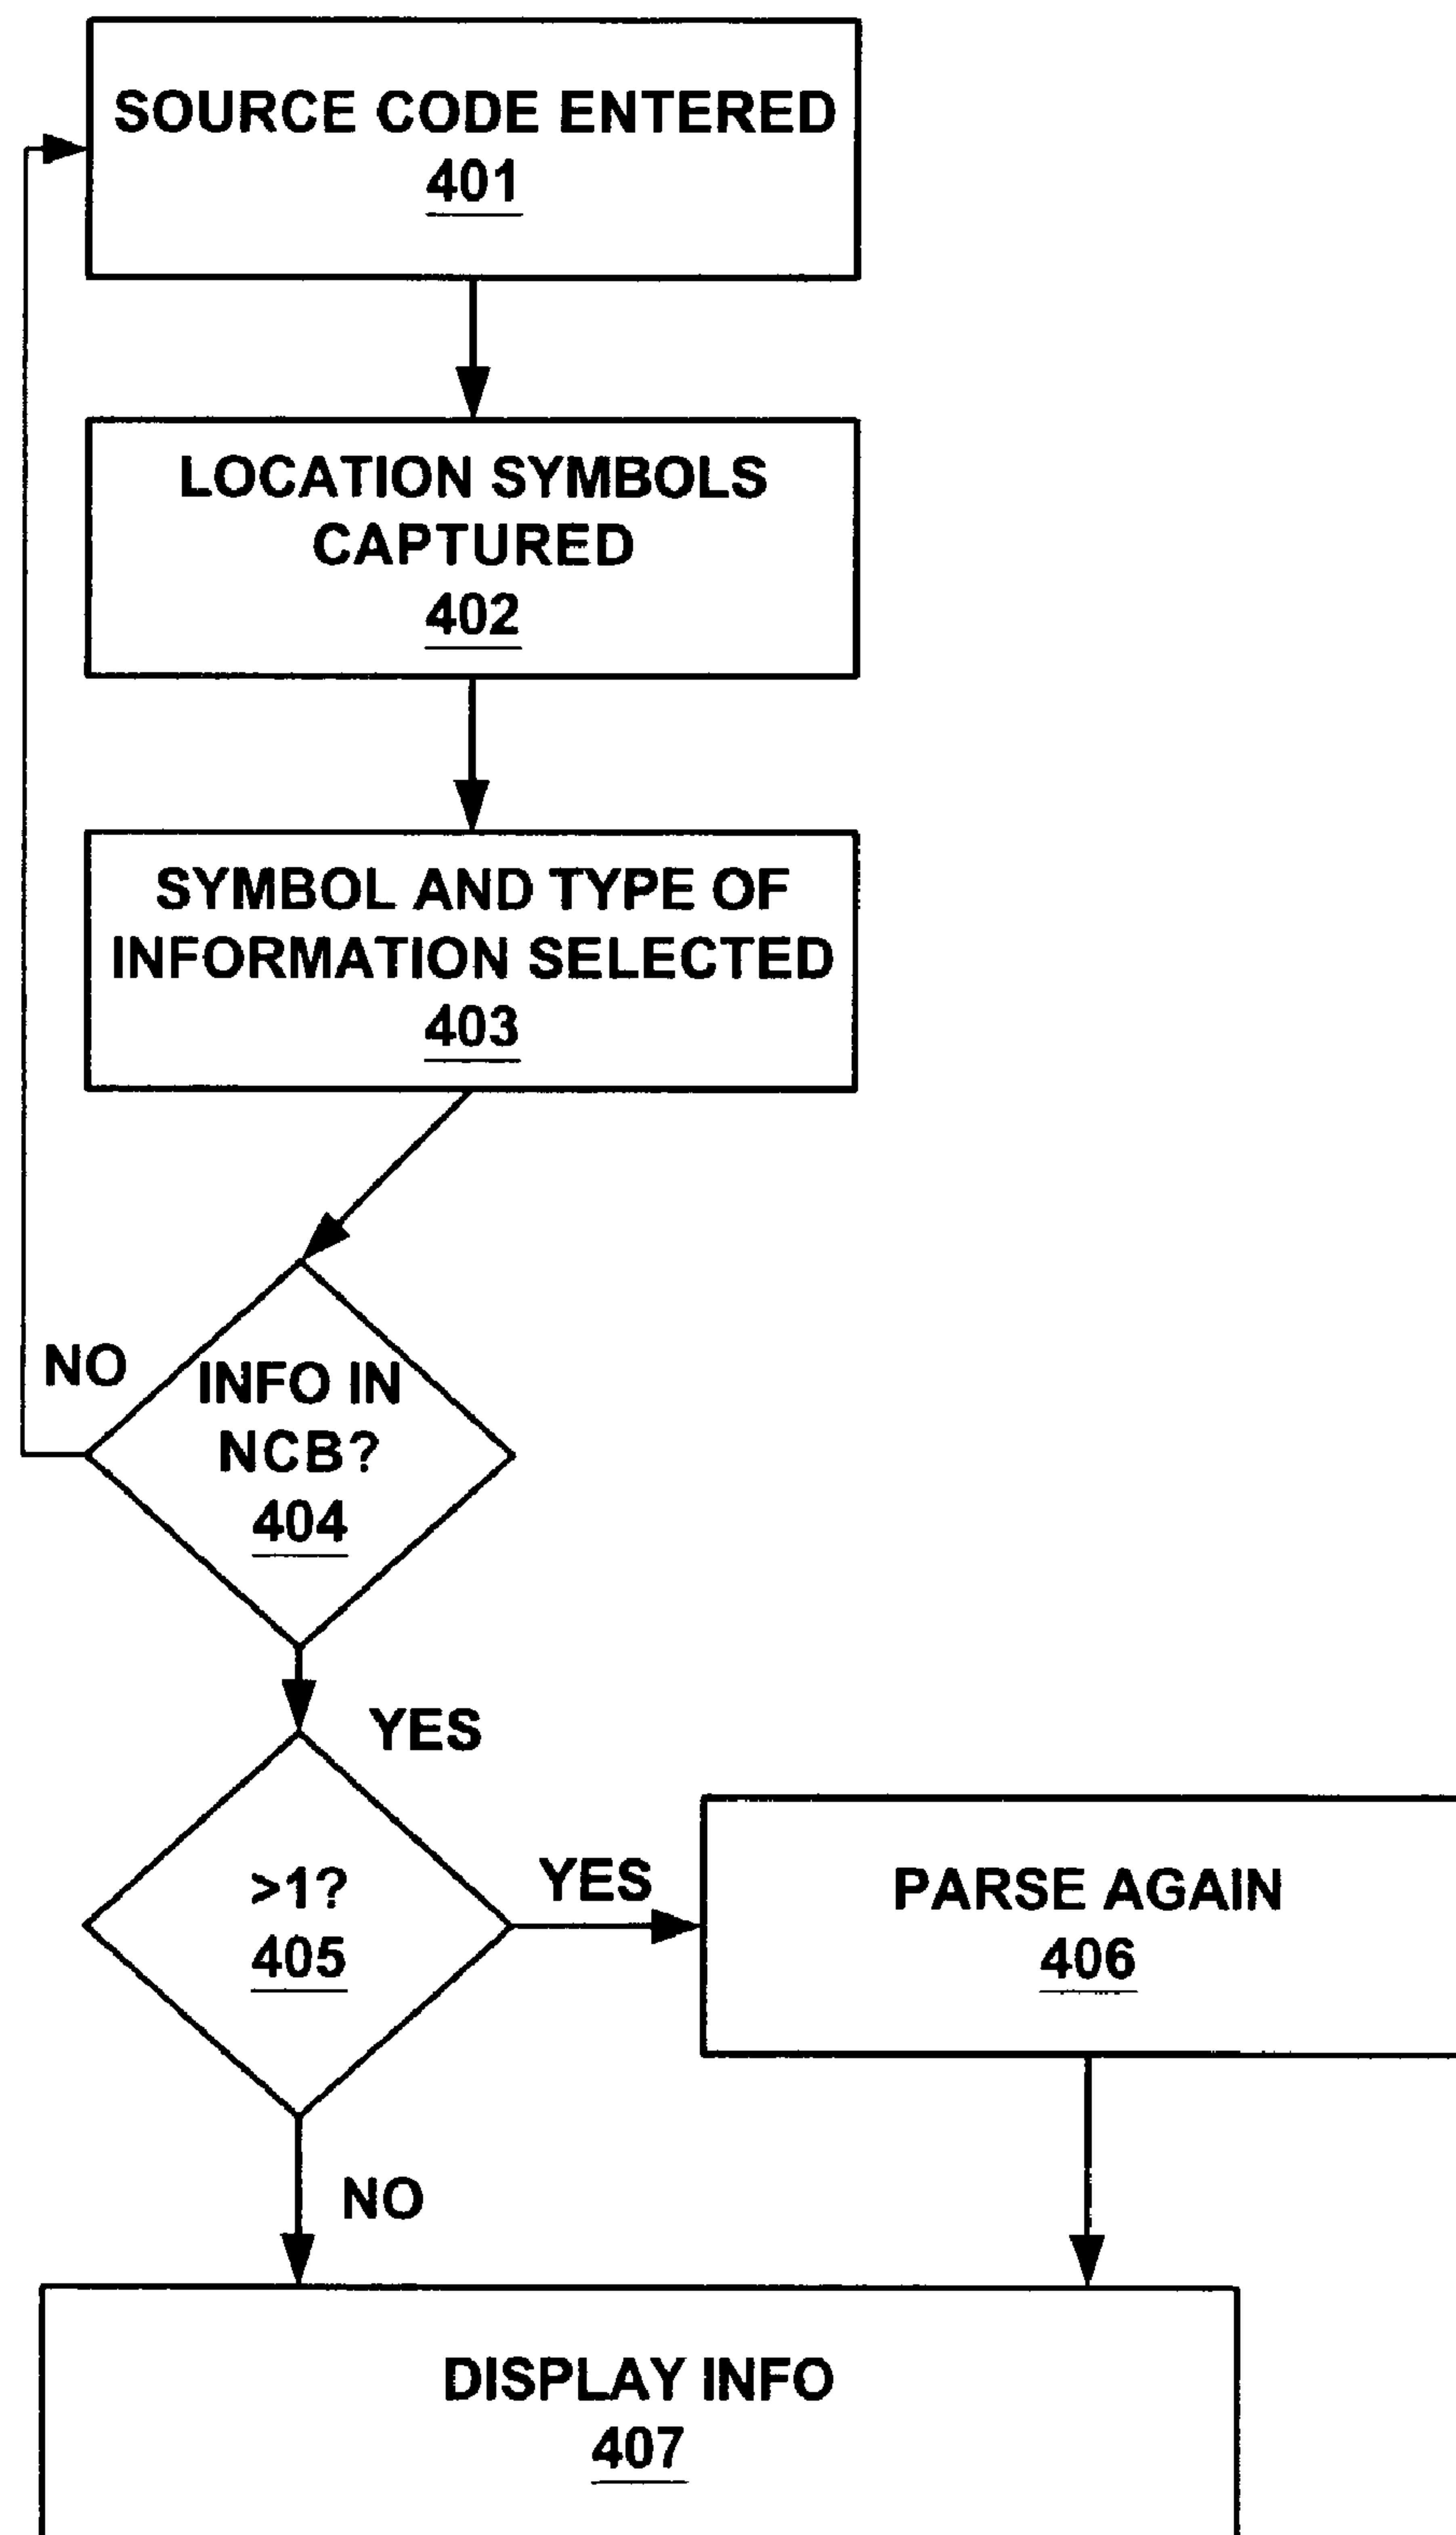 SOURCE CODE ENTERED
401
LOCATION SYMBOLS
CAPTURED
402
SYMBOL AND TYPE OF
INFORMATION SELECTED
403
NO
INFO IN
NCB?
404
YES
>1?
405
YES
PARSE AGAIN
406
NO
DISPLAY INFO
407